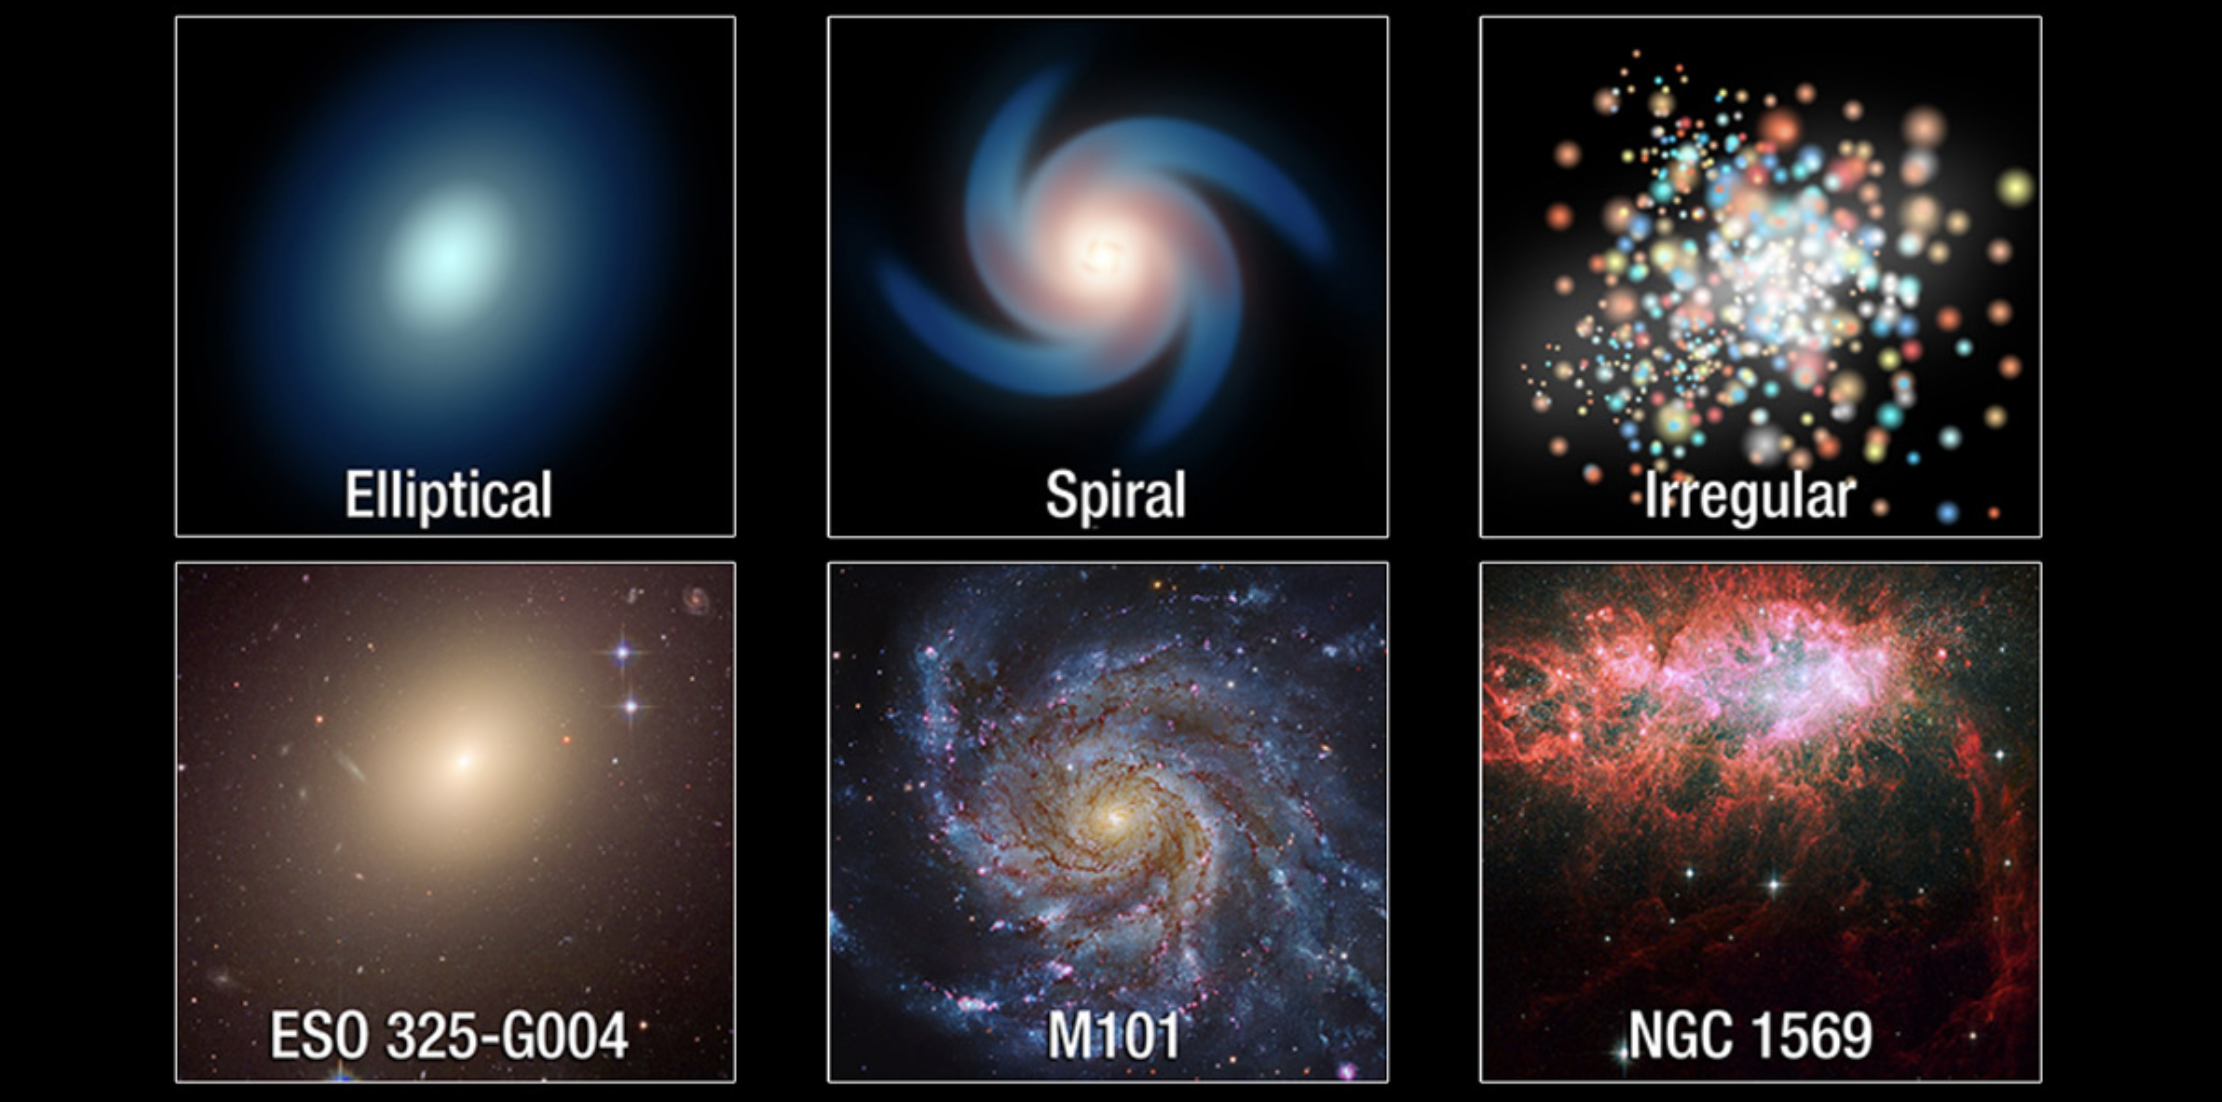 Elliptical
Spiral
Irregular
ESO 325-G004
M101
NGC 1569